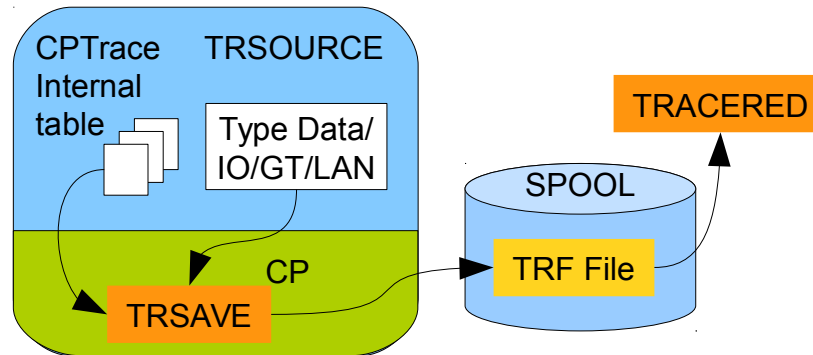 CPTrace
Internal
table
TRSOURCE
Type Data/
IO/GT/LAN
TRACERED
SPOOL
TRF File
CP
TRSAVE